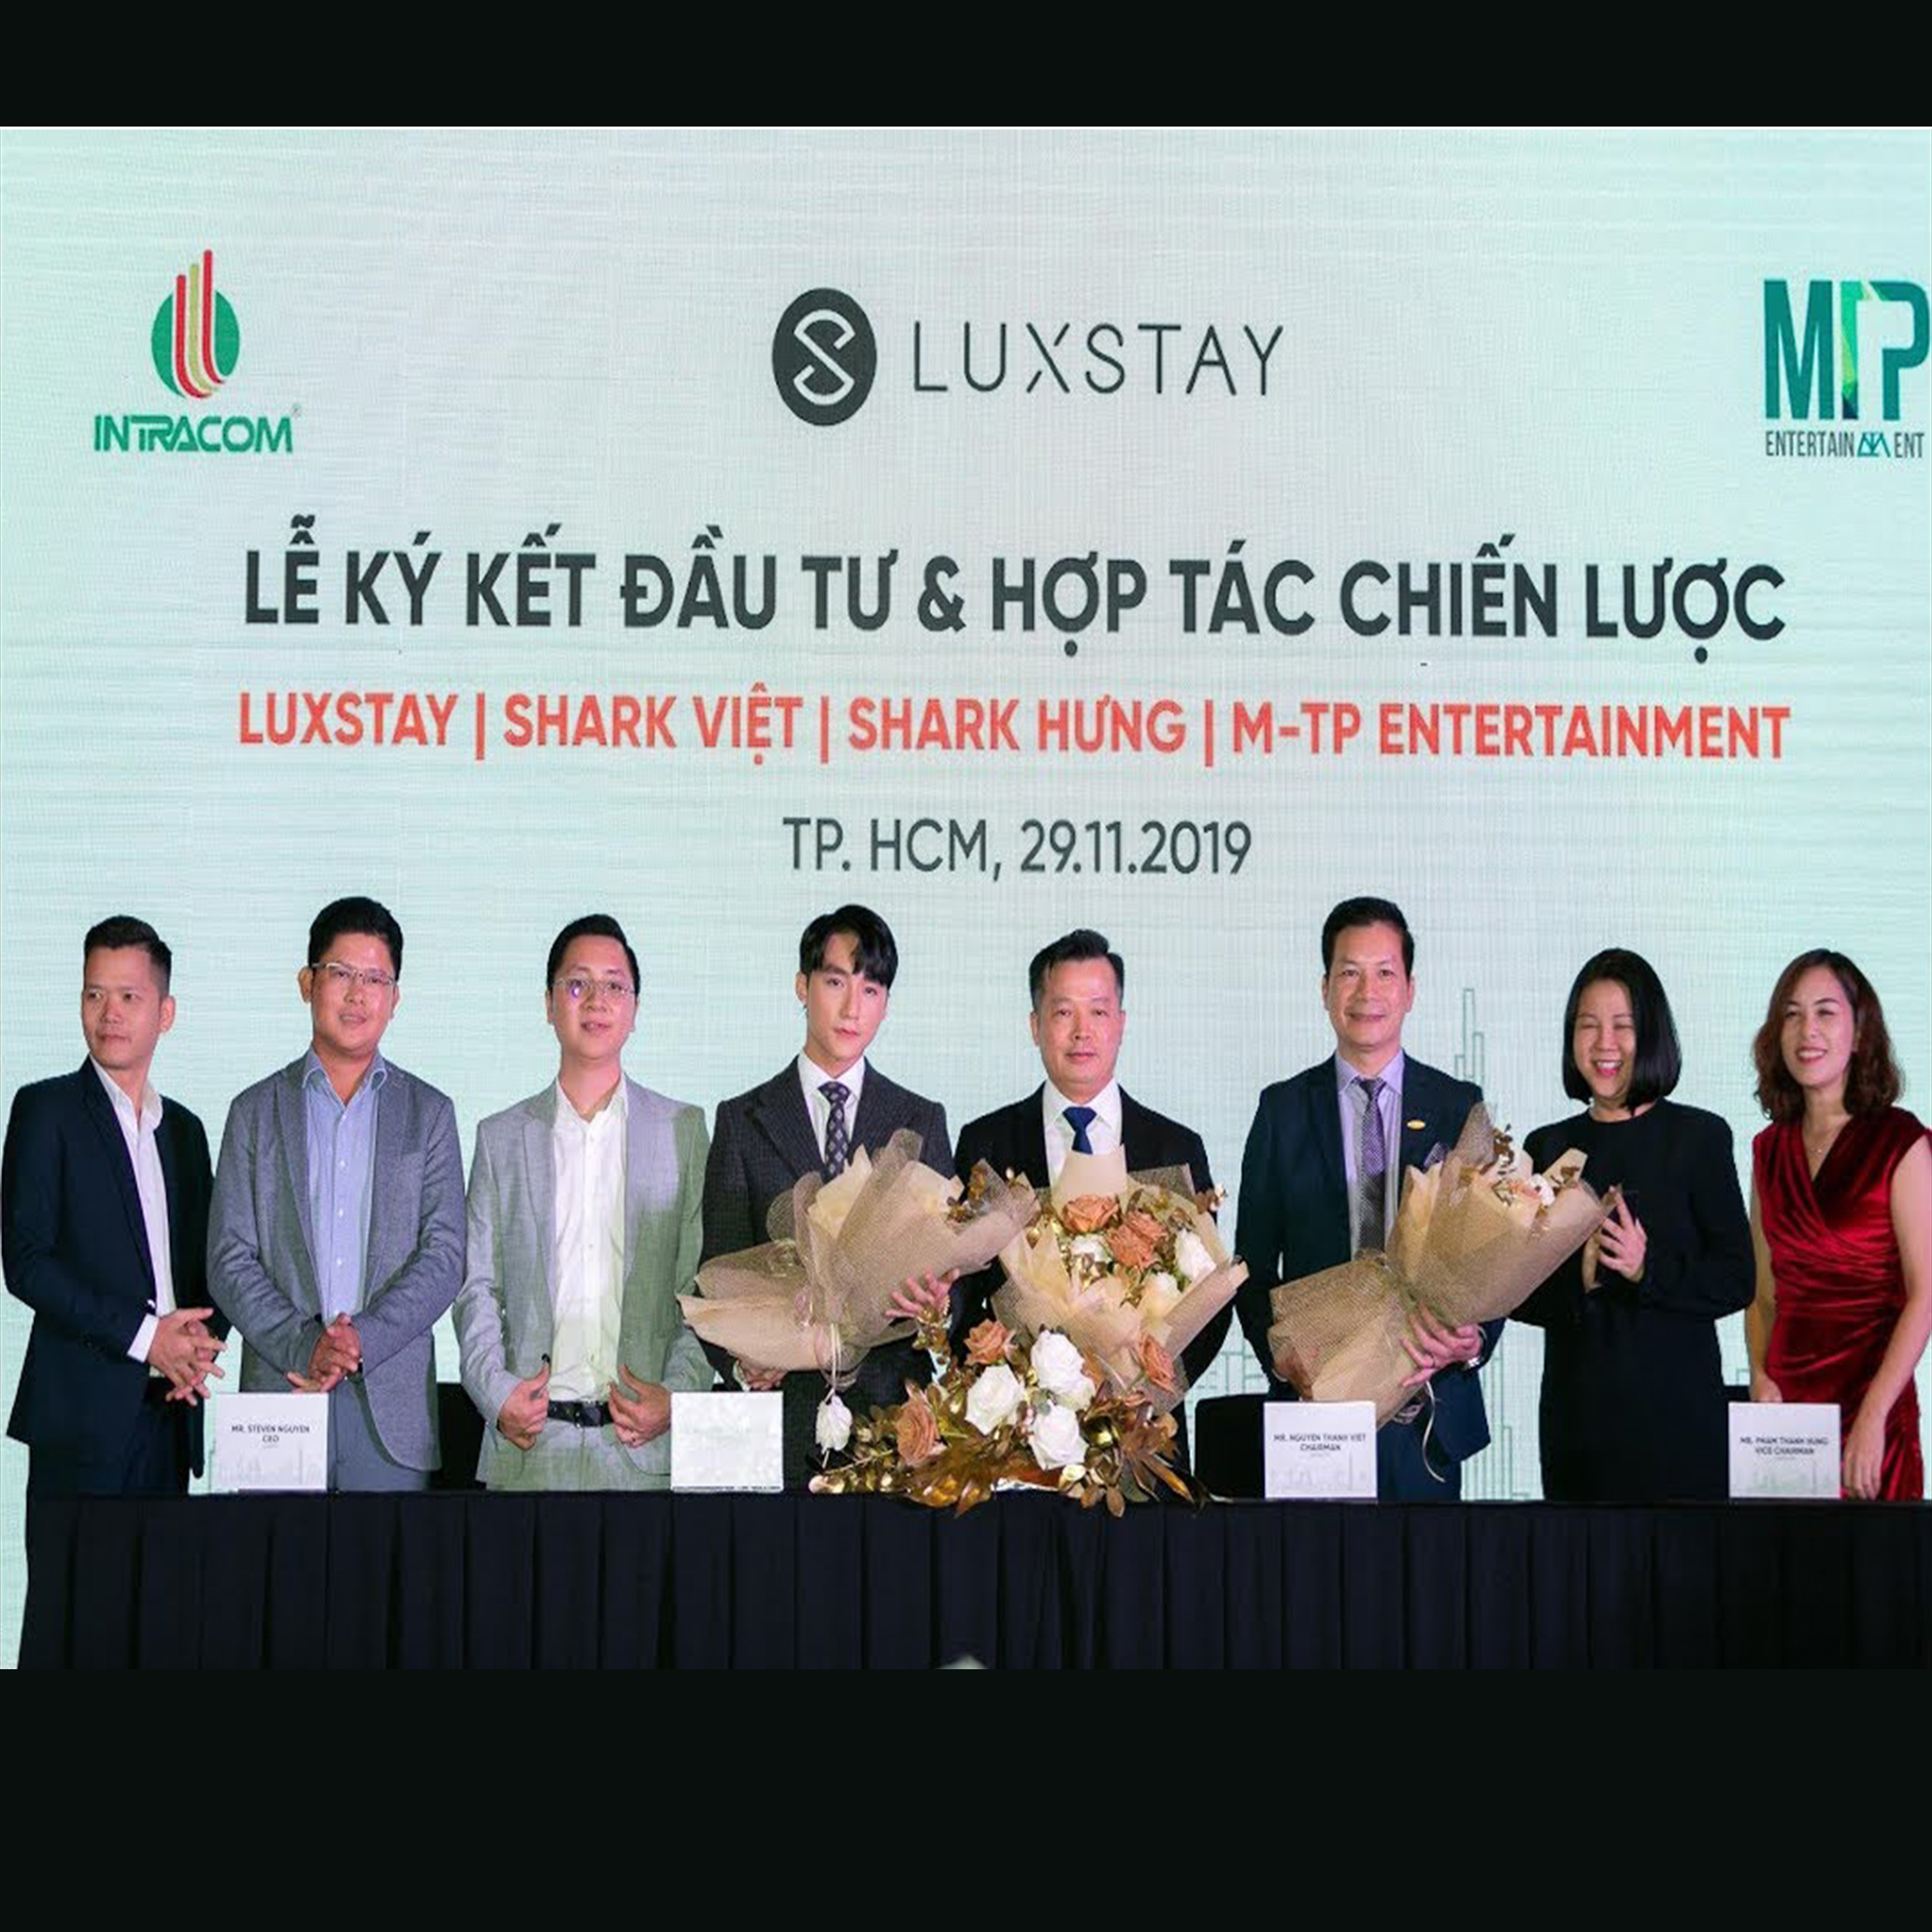 INTRACOM®
LUXSTAY
MTP
ENTERTAINMENT
LỄ KÝ KẾT ĐẦU TƯ & HỢP TÁC CHIẾN LƯỢC
LUXSTAY | SHARK VIỆT | SHARK HƯNG | M-TP ENTERTAINMENT
TP. HCM, 29.11.2019
MR. STEVEN NGUYEN
CEO
MR. NGUYEN THANH VIET
CHAIRMAN
MR. PHAM THANH HUNG
VICE CHAIRMAN